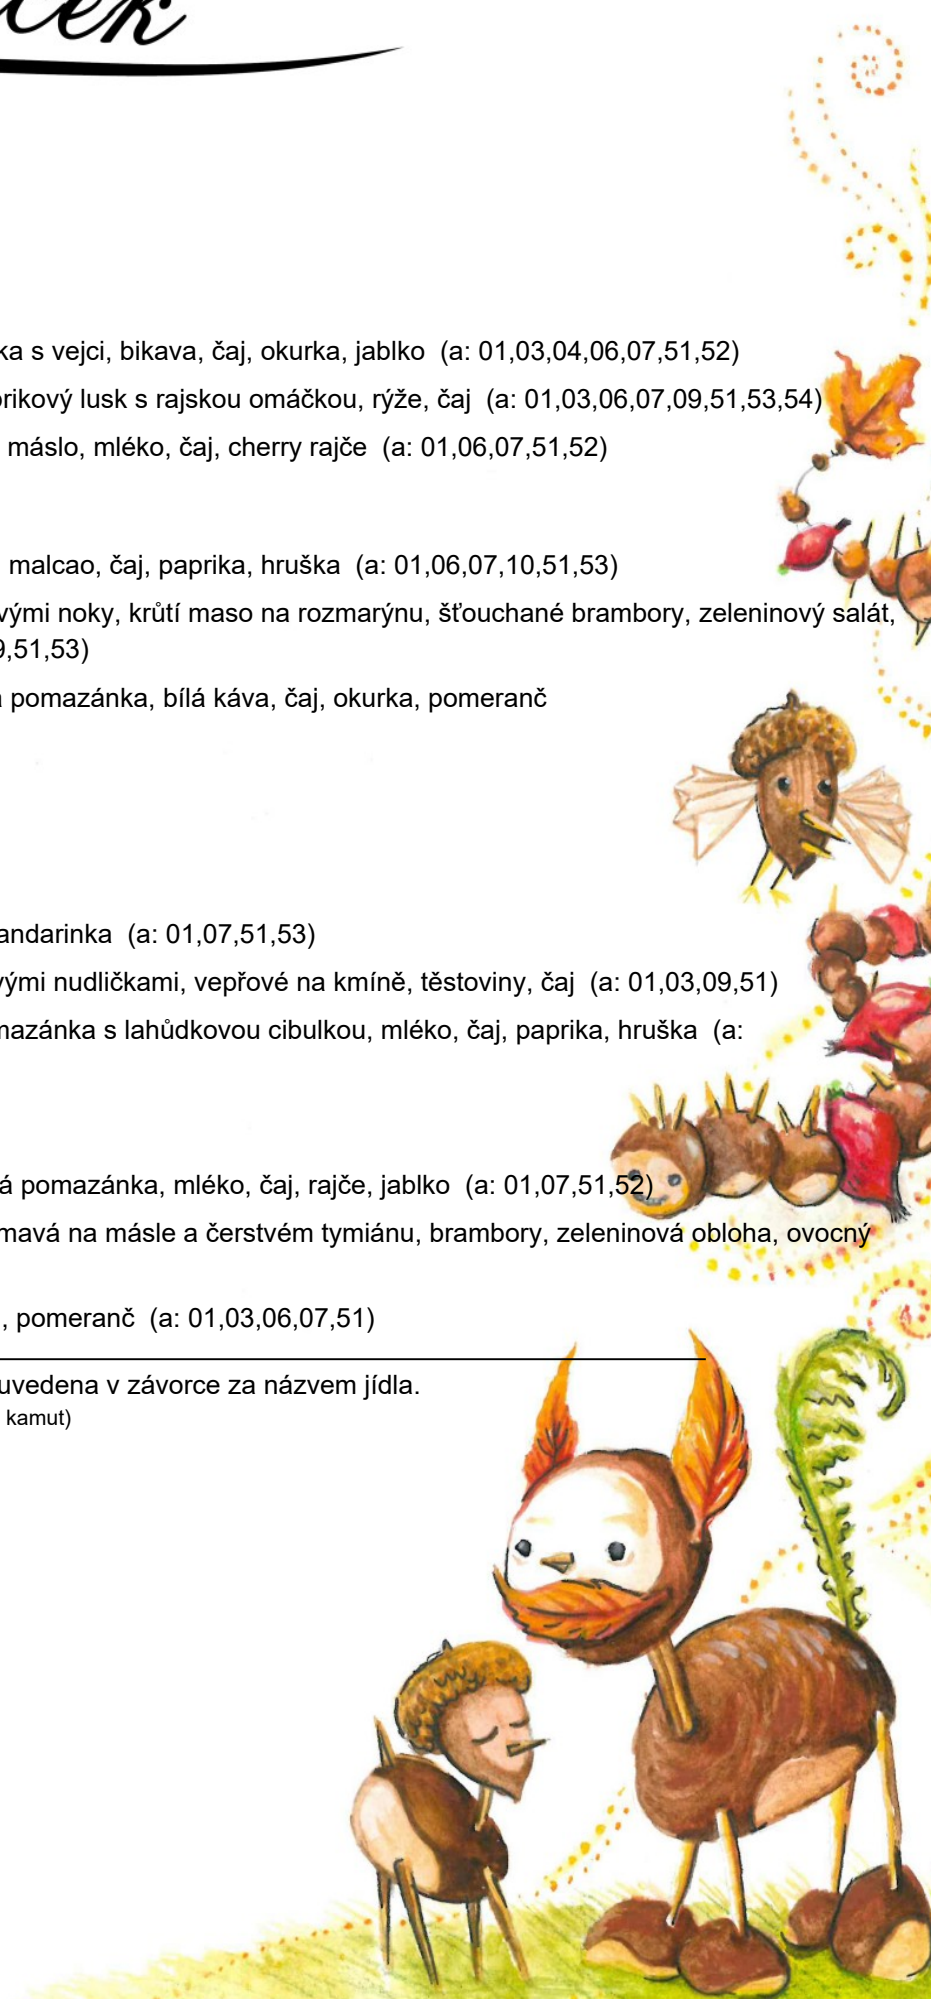 ka s vejci, bikava, čaj, okurka, jablko (a: 01,03,04,06,07,51,52)
prikový lusk s rajskou omáčkou, rýže, čaj (a: 01,03,06,07,09,51,53,54)
máslo, mléko, čaj, cherry rajče (a: 01,06,07,51,52)
malcao, čaj, paprika, hruška (a: 01,06,07,10,51,53)
vými noky, krůtí maso na rozmarýnu, šťouchané brambory, zeleninový salát,
9,51,53)
pomazánka, bílá káva, čaj, okurka, pomeranč
andarinka (a: 01,07,51,53)
vými nudličkami, vepřové na kmíně, těstoviny, čaj (a: 01,03,09,51)
mazánka s lahůdkovou cibulkou, mléko, čaj, paprika, hruška (a:
á pomazánka, mléko, čaj, rajče, jablko (a: 01,07,51,52)
mavá na másle a čerstvém tymiánu, brambory, zeleninová obloha, ovocný
, pomeranč (a: 01,03,06,07,51)
uvedena v závorce za názvem jídla.
kamut)